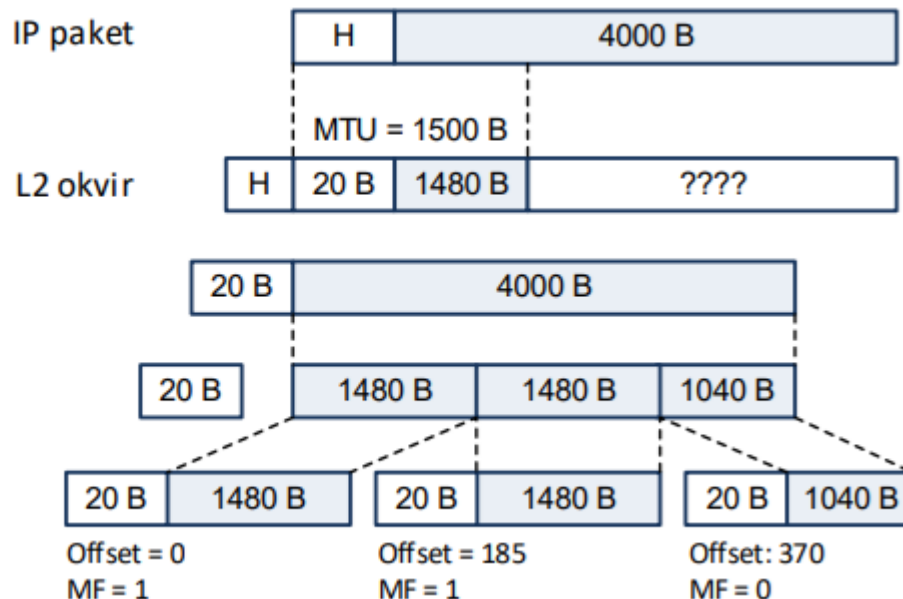 IP paket H 4000 B
MTU = 1500 B
L2 okvir H 20 B 1480 B ????
20 B 4000 B
20 B 1480 B 1480 B 1040 B
20 B 1480 B 20 B 1480 B 20 B 1040 B
Offset = 0 Offset = 185 Offset: 370
MF = 1 MF = 1 MF = 0